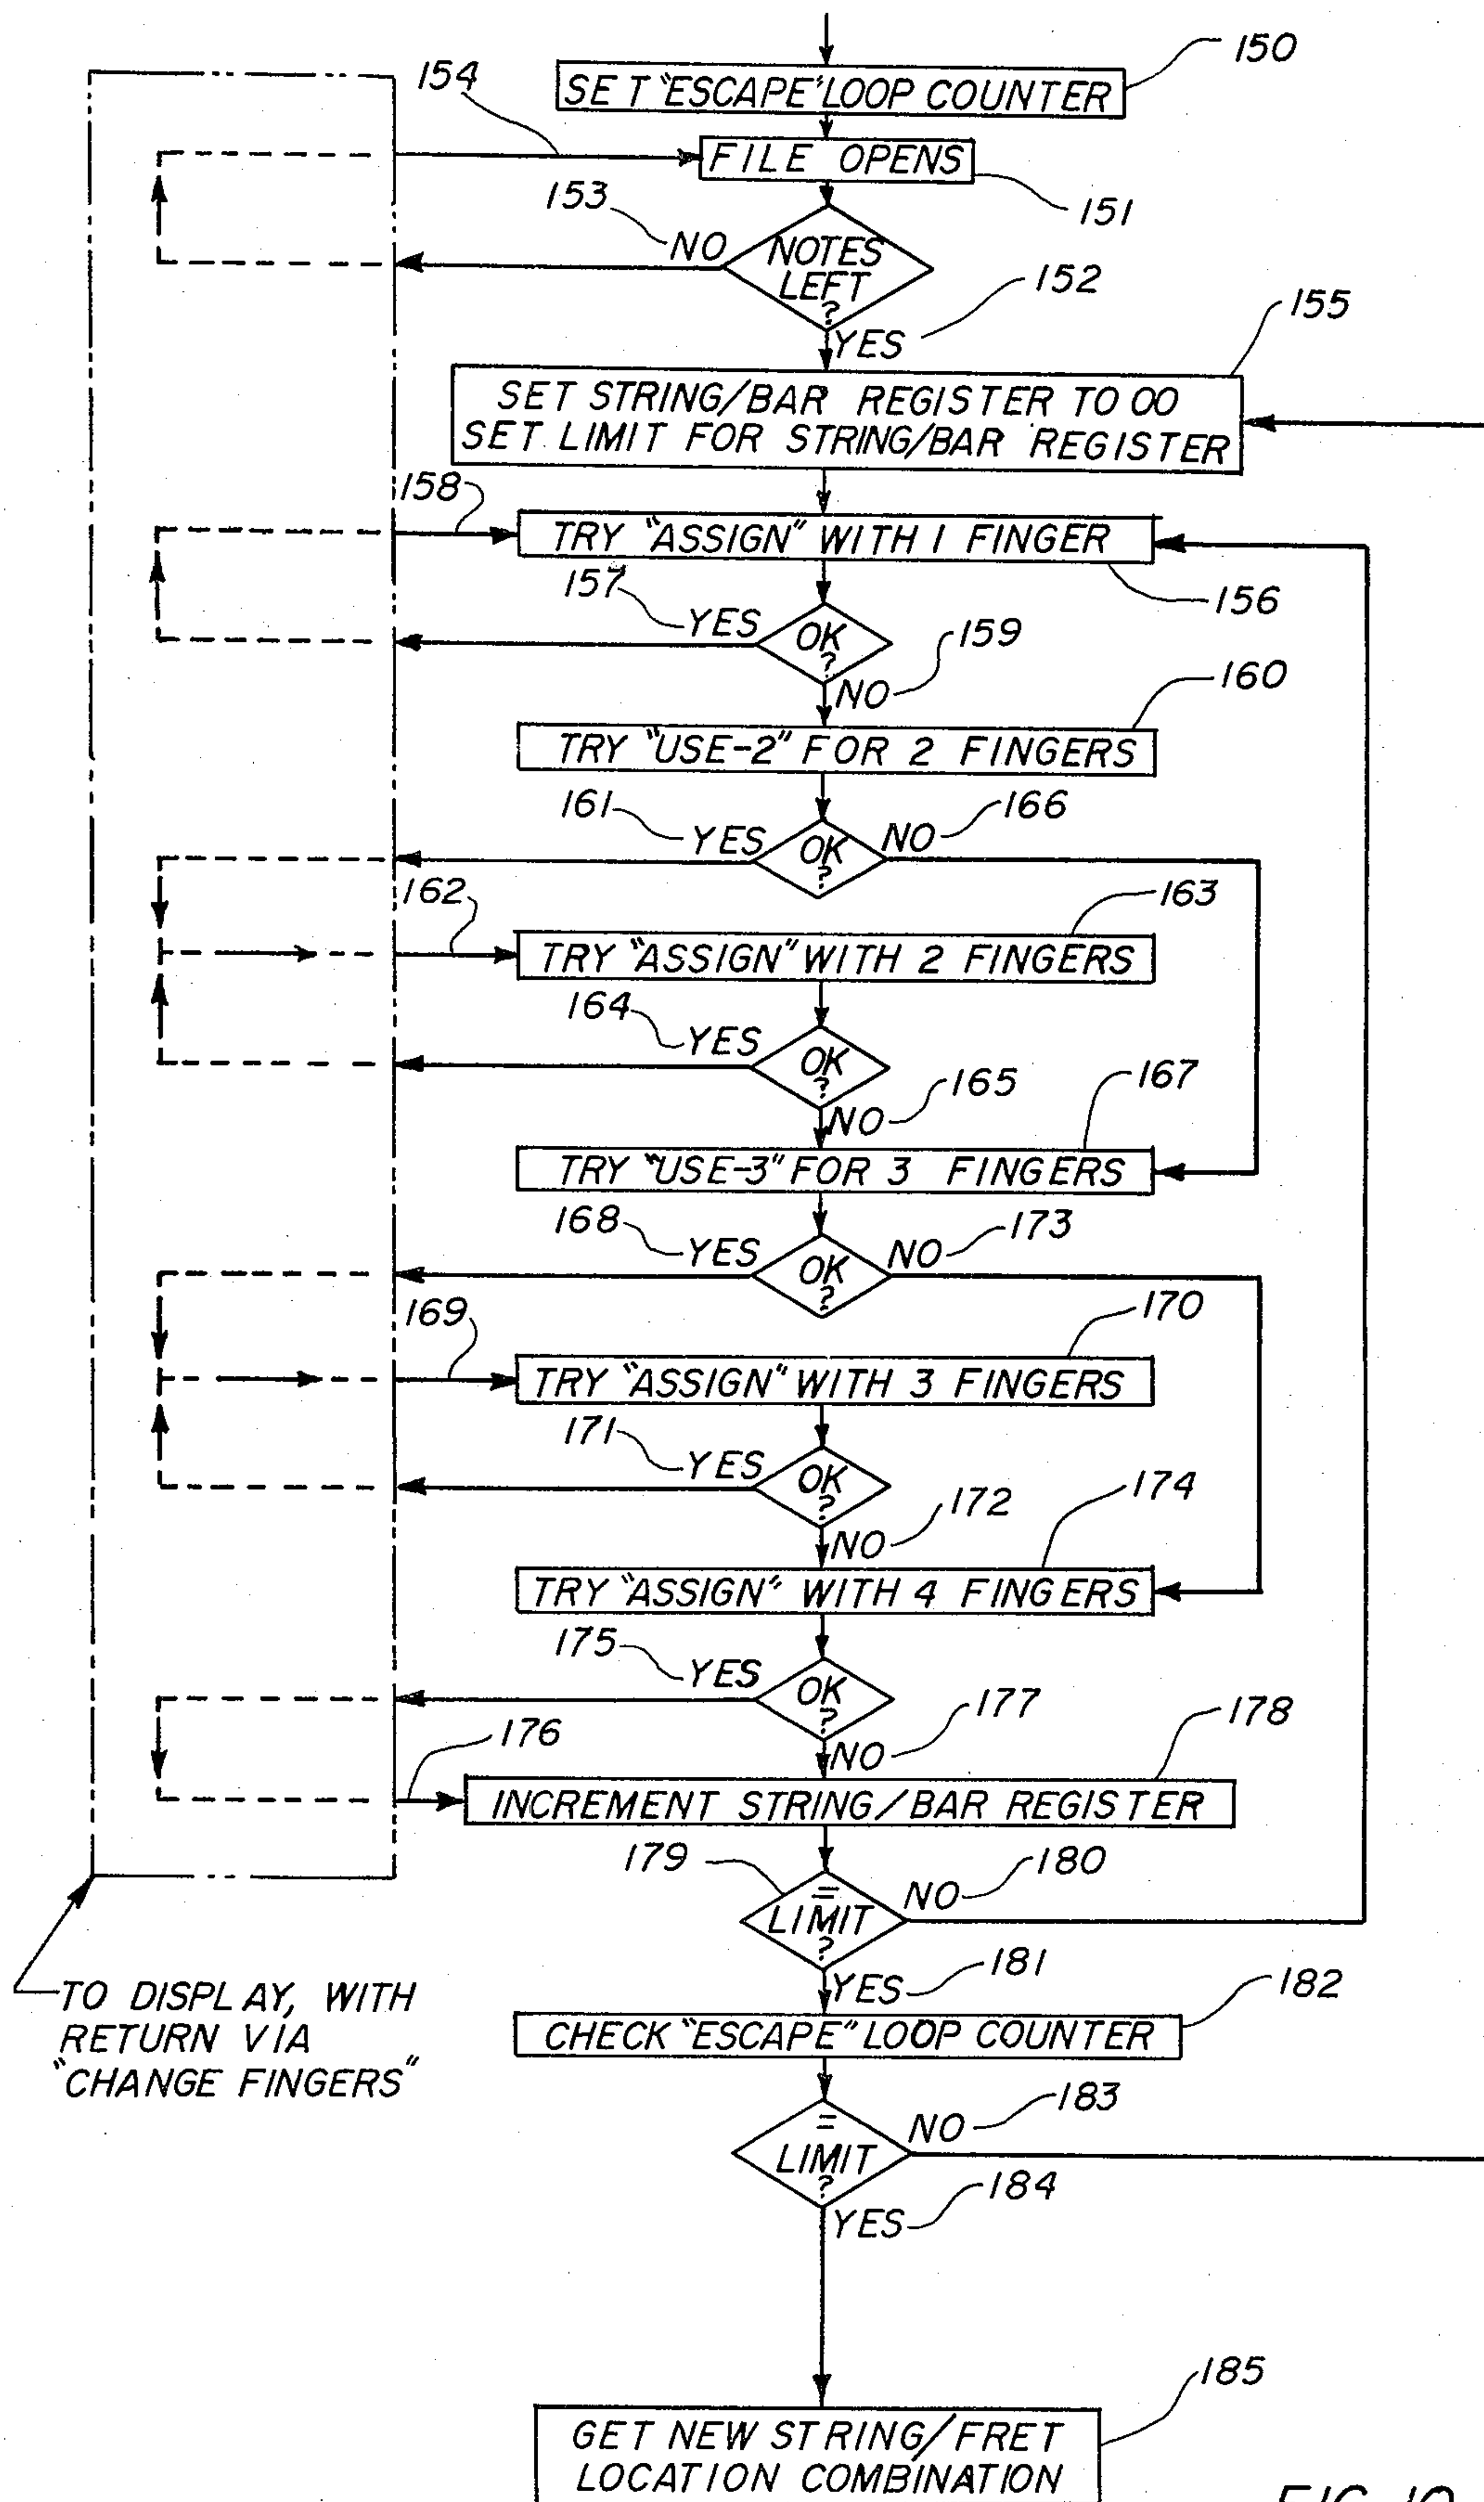 150
SET "ESCAPE" LOOP COUNTER
154
FILE OPENS
151
153
NO
NOTES
LEFT
?
152
YES
155
SET STRING/BAR REGISTER TO 00
SET LIMIT FOR STRING/BAR REGISTER
158
TRY "ASSIGN" WITH 1 FINGER
156
157
YES
OK
?
159
NO
160
TRY "USE-2" FOR 2 FINGERS
161
YES
OK
?
NO
166
162
163
TRY "ASSIGN" WITH 2 FINGERS
164
YES
OK
?
165
NO
167
TRY "USE-3" FOR 3 FINGERS
168
YES
OK
?
NO
173
169
170
TRY "ASSIGN" WITH 3 FINGERS
171
YES
OK
?
172
NO
174
TRY "ASSIGN" WITH 4 FINGERS
175
YES
OK
?
177
NO
178
176
INCREMENT STRING/BAR REGISTER
179
=
LIMIT
?
NO
180
181
YES
182
CHECK "ESCAPE" LOOP COUNTER
TO DISPLAY, WITH
RETURN VIA
"CHANGE FINGERS"
=
LIMIT
?
NO
183
184
YES
185
GET NEW STRING/FRET
LOCATION COMBINATION